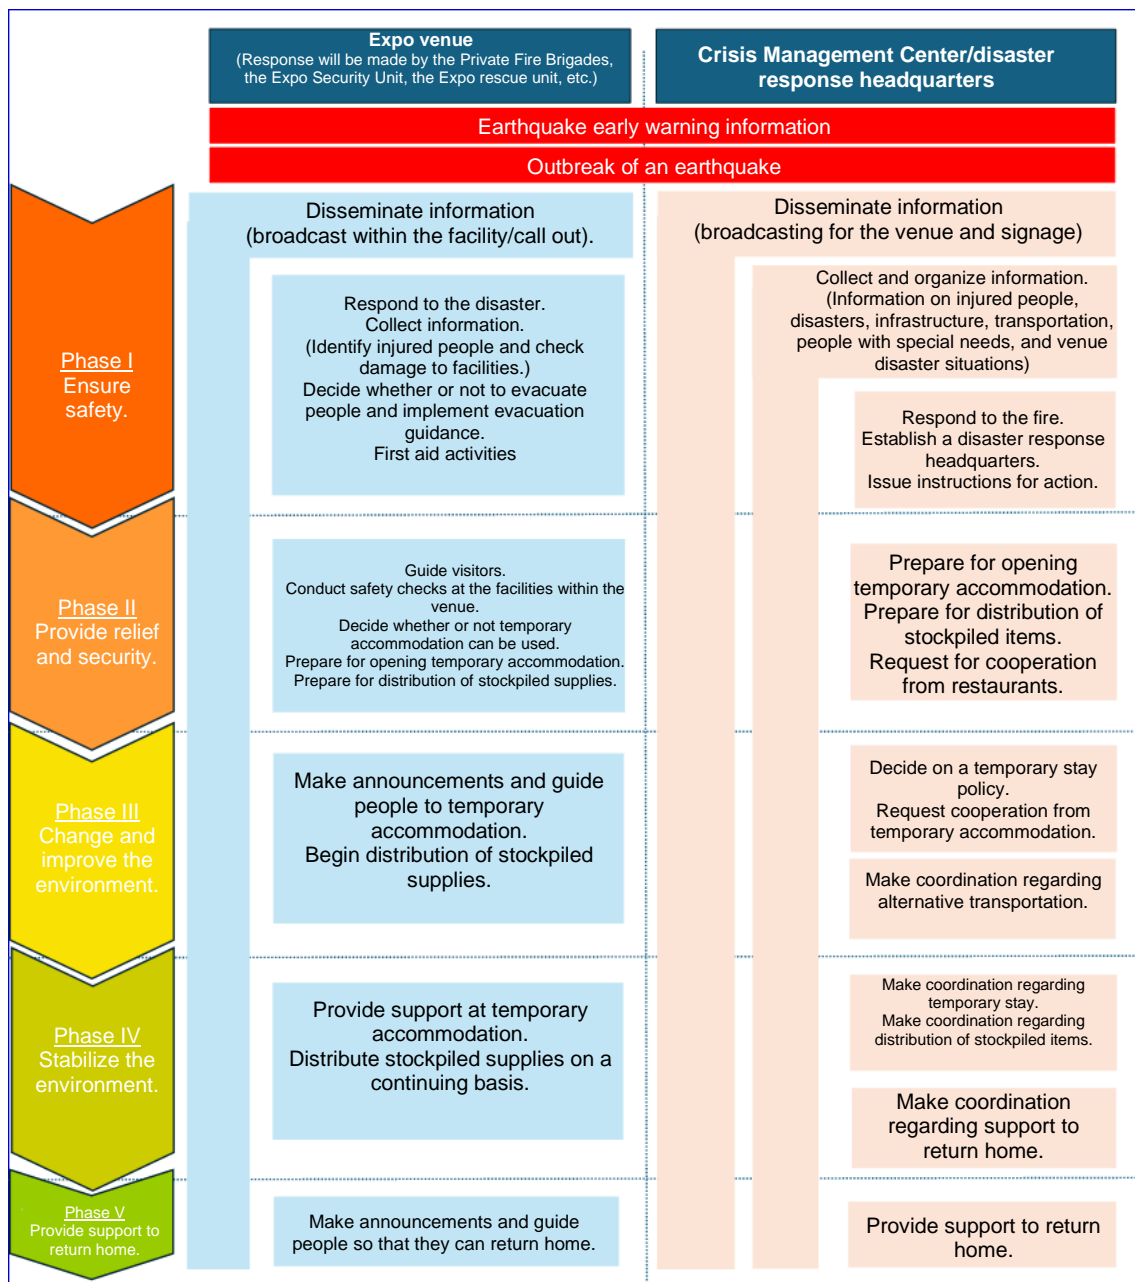 Expo venue
(Response will be made by the Private Fire Brigades,
the Expo Security Unit, the Expo rescue unit, etc.)
Crisis Management Center/disaster
response headquarters
Earthquake early warning information
Outbreak of an earthquake
Phase I
Ensure
safety.
Disseminate information
(broadcast within the facility/call out).
Respond to the disaster.
Collect information.
(Identify injured people and check
damage to facilities.)
Decide whether or not to evacuate
people and implement evacuation
guidance.
First aid activities
Disseminate information
(broadcasting for the venue and signage)
Collect and organize information.
(Information on injured people,
disasters, infrastructure, transportation,
people with special needs, and venue
disaster situations)
Respond to the fire.
Establish a disaster response
headquarters.
Issue instructions for action.
Phase II
Provide relief
and security.
Guide visitors.
Conduct safety checks at the facilities within the
venue.
Decide whether or not temporary
accommodation can be used.
Prepare for opening temporary accommodation.
Prepare for distribution of stockpiled supplies.
Prepare for opening
temporary accommodation.
Prepare for distribution of
stockpiled items.
Request for cooperation
from restaurants.
Phase III
Change and
improve the
environment.
Make announcements and guide
people to temporary
accommodation.
Begin distribution of stockpiled
supplies.
Decide on a temporary stay
policy.
Request cooperation from
temporary accommodation.
Make coordination regarding
alternative transportation.
Phase IV
Stabilize the
environment.
Provide support at temporary
accommodation.
Distribute stockpiled supplies on a
continuing basis.
Make coordination regarding
temporary stay.
Make coordination regarding
distribution of stockpiled items.
Make coordination
regarding support to
return home.
Phase V
Provide support to
return home.
Make announcements and guide
people so that they can return home.
Provide support to return
home.